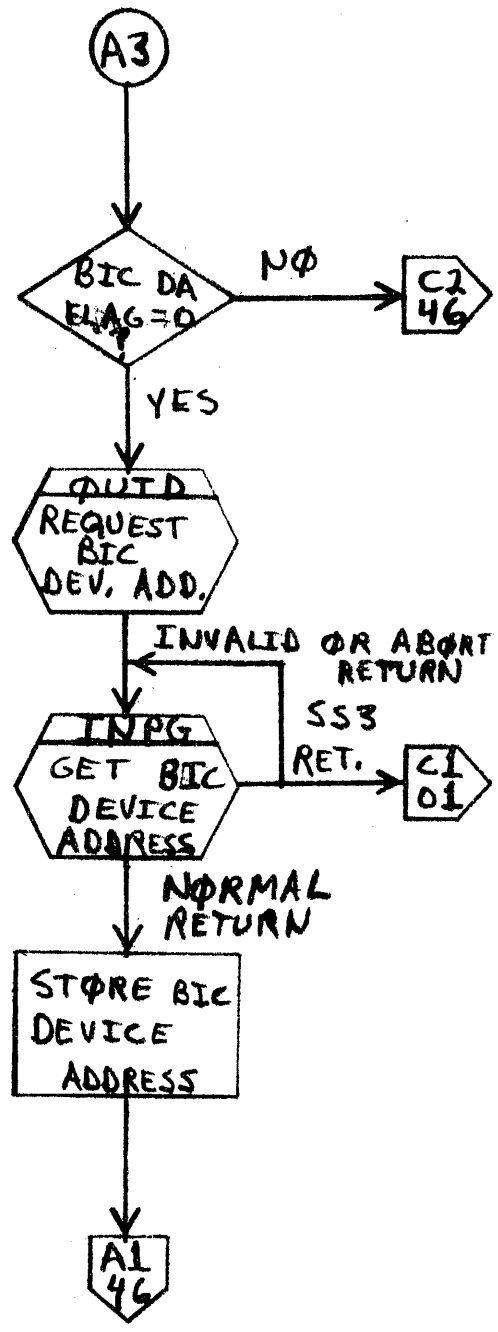 A3
BIC DA
FLAG=0
?
NØ
C2
46
YES
ØUTD
REQUEST
BIC
DEV. ADD.
INVALID ØR ABØRT
RETURN
INPG
GET BIC
DEVICE
ADDRESS
SS3
RET.
C1
01
NØRMAL
RETURN
STØRE BIC
DEVICE
ADDRESS
A1
46